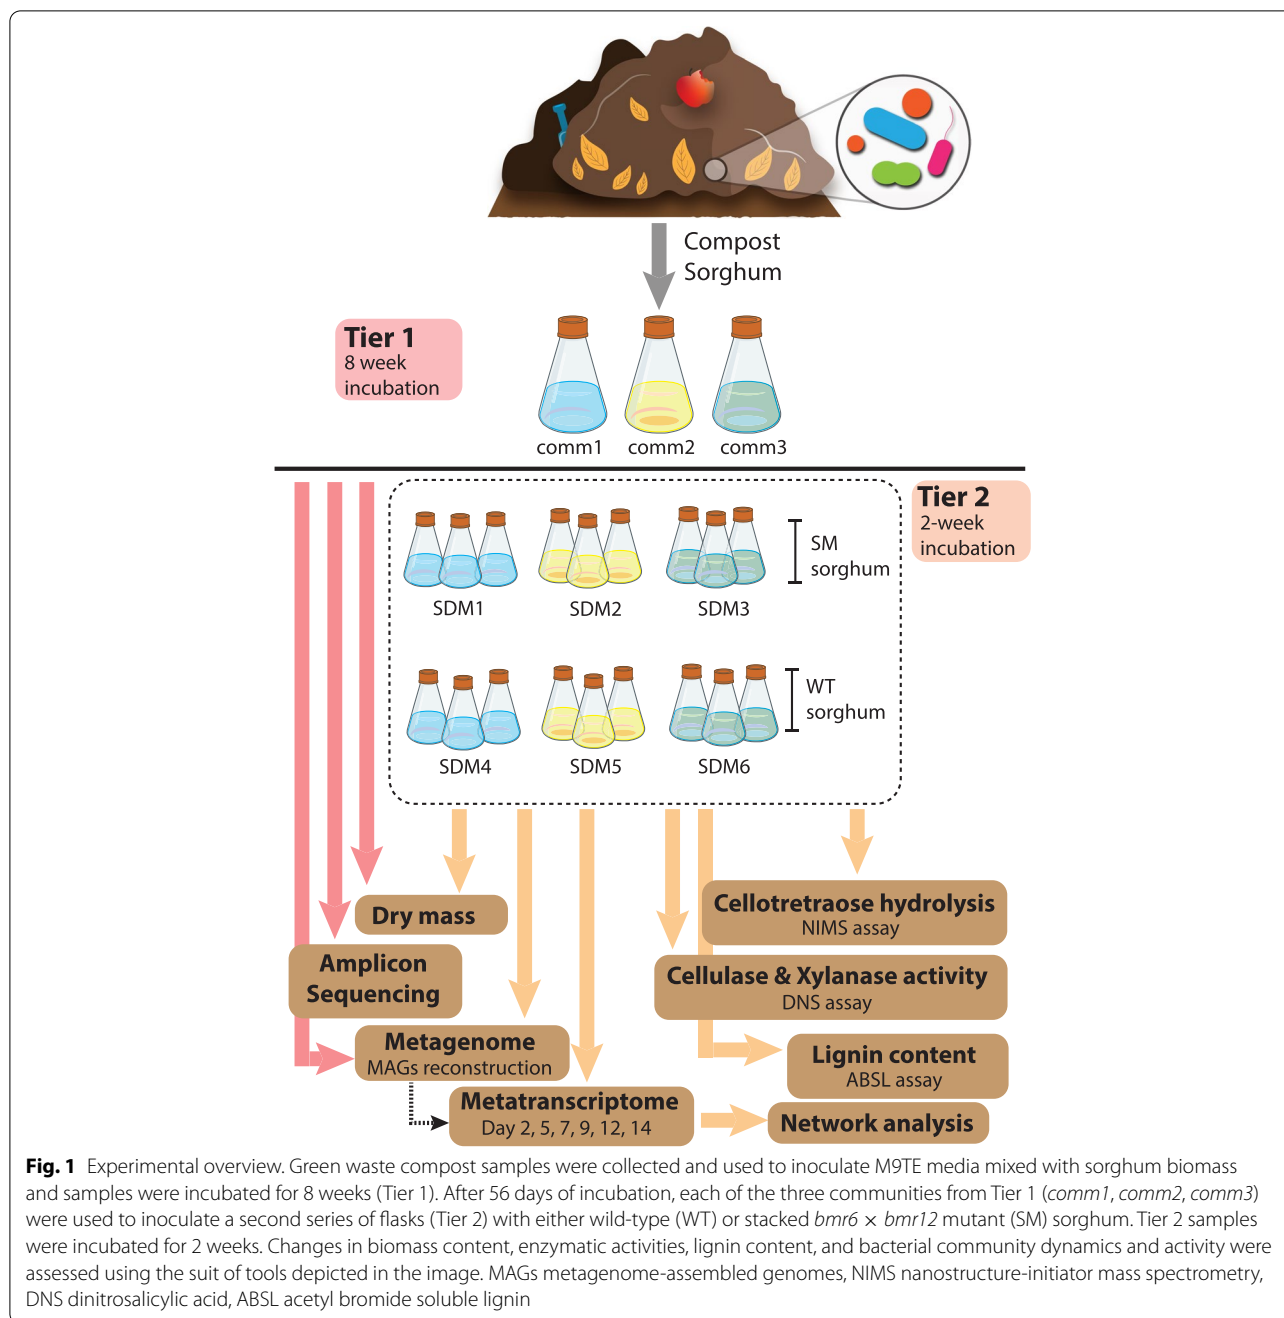 Compost
Sorghum
Tier 1
8 week
incubation
comm1
comm2
comm3
Tier 2
2-week
incubation
SM
sorghum
SDM1
SDM2
SDM3
WT
sorghum
SDM4
SDM5
SDM6
Dry mass
Cellotretraose hydrolysis
NIMS assay
Amplicon
Sequencing
Cellulase & Xylanase activity
DNS assay
Metagenome
MAGs reconstruction
Lignin content
ABSL assay
Metatranscriptome
Day 2, 5, 7, 9, 12, 14
Network analysis
Fig. 1 Experimental overview. Green waste compost samples were collected and used to inoculate M9TE media mixed with sorghum biomass
and samples were incubated for 8 weeks (Tier 1). After 56 days of incubation, each of the three communities from Tier 1 (comm1, comm2, comm3)
were used to inoculate a second series of flasks (Tier 2) with either wild-type (WT) or stacked bmr6 × bmr12 mutant (SM) sorghum. Tier 2 samples
were incubated for 2 weeks. Changes in biomass content, enzymatic activities, lignin content, and bacterial community dynamics and activity were
assessed using the suit of tools depicted in the image. MAGs metagenome-assembled genomes, NIMS nanostructure-initiator mass spectrometry,
DNS dinitrosalicylic acid, ABSL acetyl bromide soluble lignin